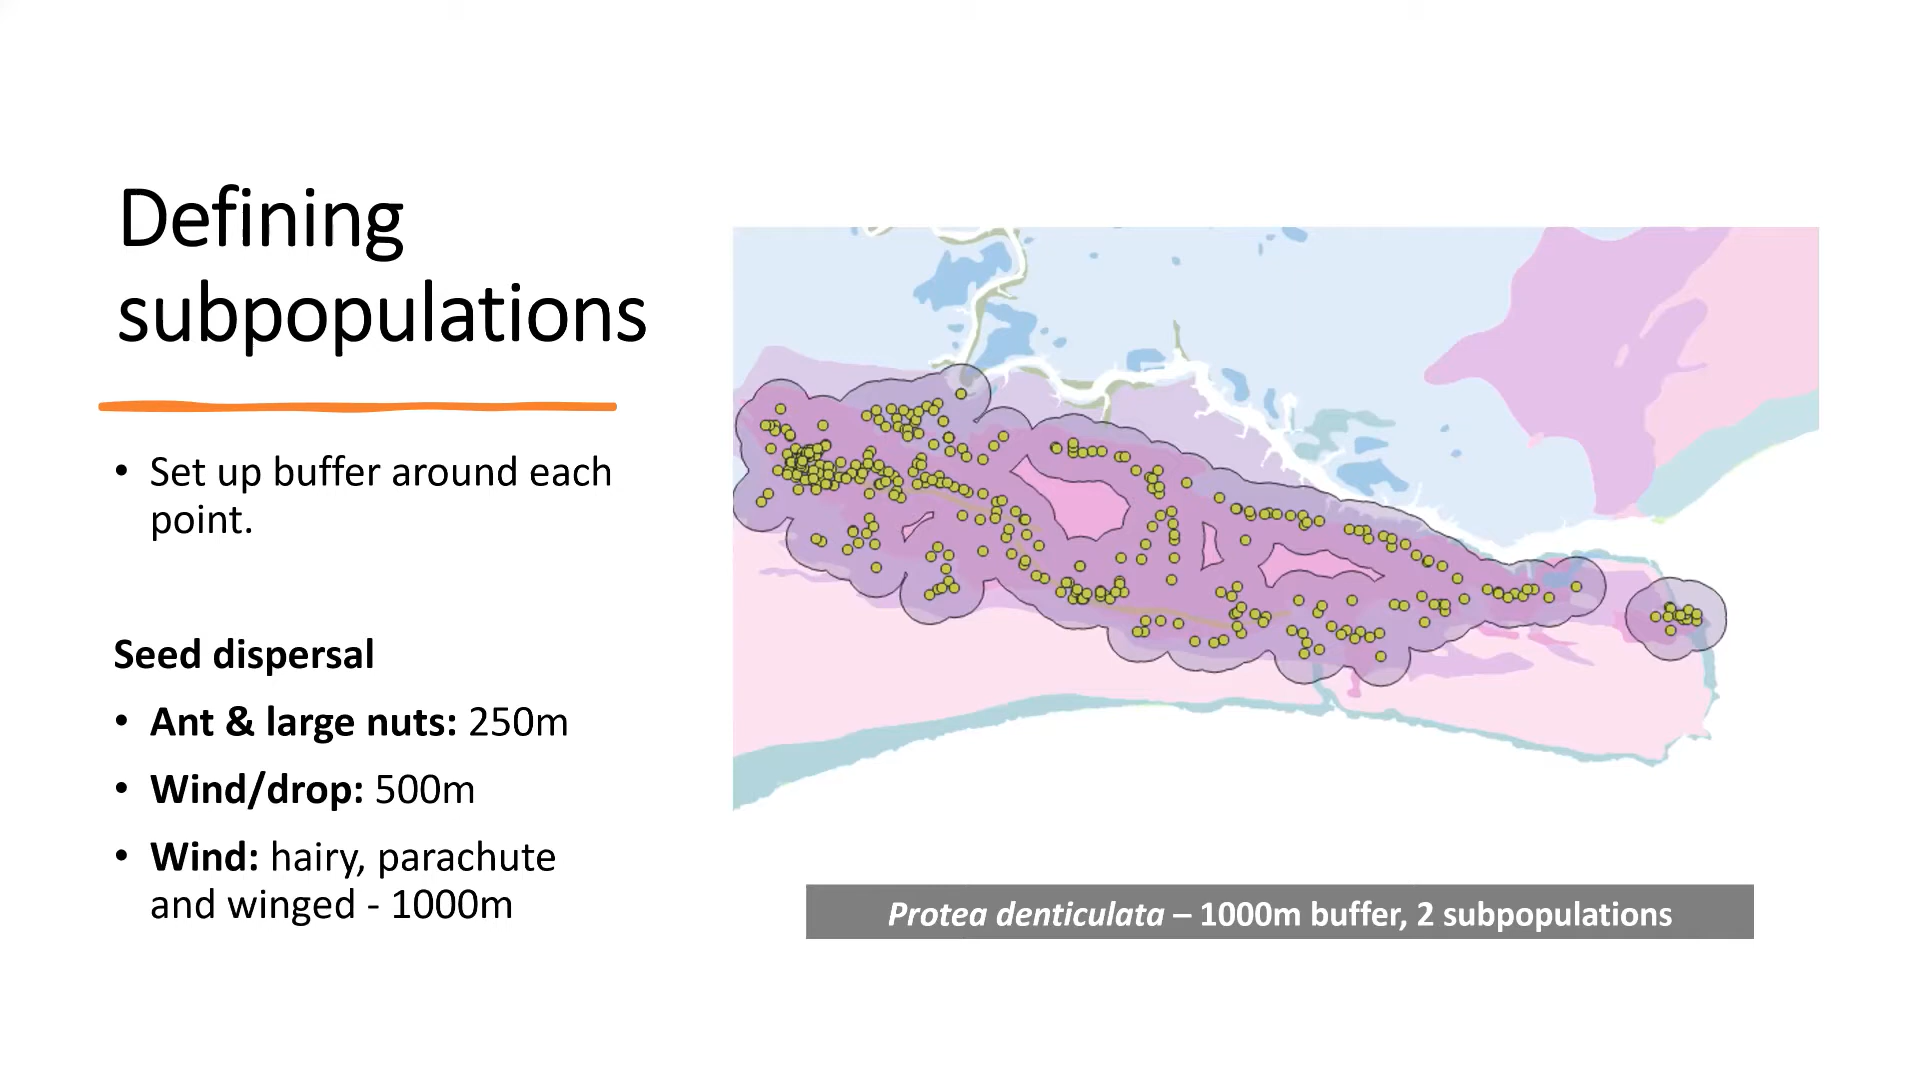 Defining
subpopulations
• Set up buffer around each
point.
Seed dispersal
• Ant & large nuts: 250m
• Wind/drop: 500m
• Wind: hairy, parachute
and winged - 1000m
Protea denticulata – 1000m buffer, 2 subpopulations